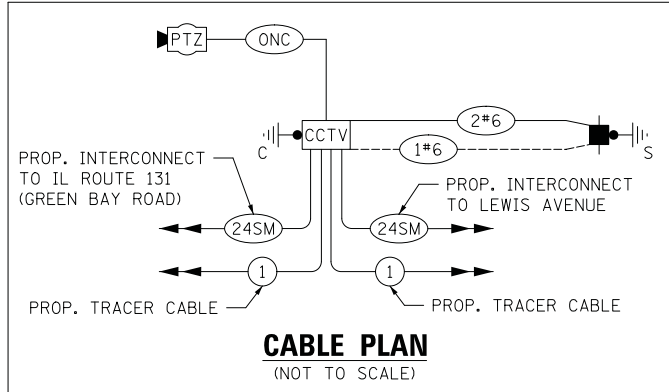 PTZ
ONC
2#6
CCTV
C
S
1#6
PROP. INTERCONNECT
TO IL ROUTE 131
(GREEN BAY ROAD)
PROP. INTERCONNECT
TO LEWIS AVENUE
24SM
24SM
1
1
PROP. TRACER CABLE
PROP. TRACER CABLE
CABLE PLAN
(NOT TO SCALE)